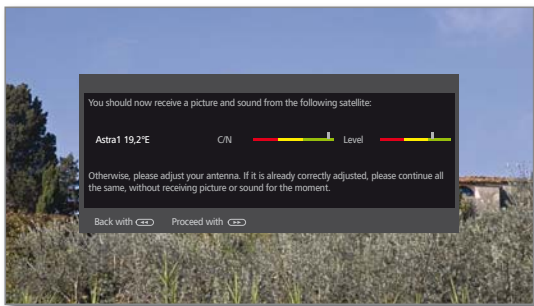 You should now receive a picture and sound from the following satellite:
Astra1 19,2°E C/N Level
Otherwise, please adjust your antenna. If it is already correctly adjusted, please continue all
the same, without receiving picture or sound for the moment.
Back with ◄◄ Proceed with ►►